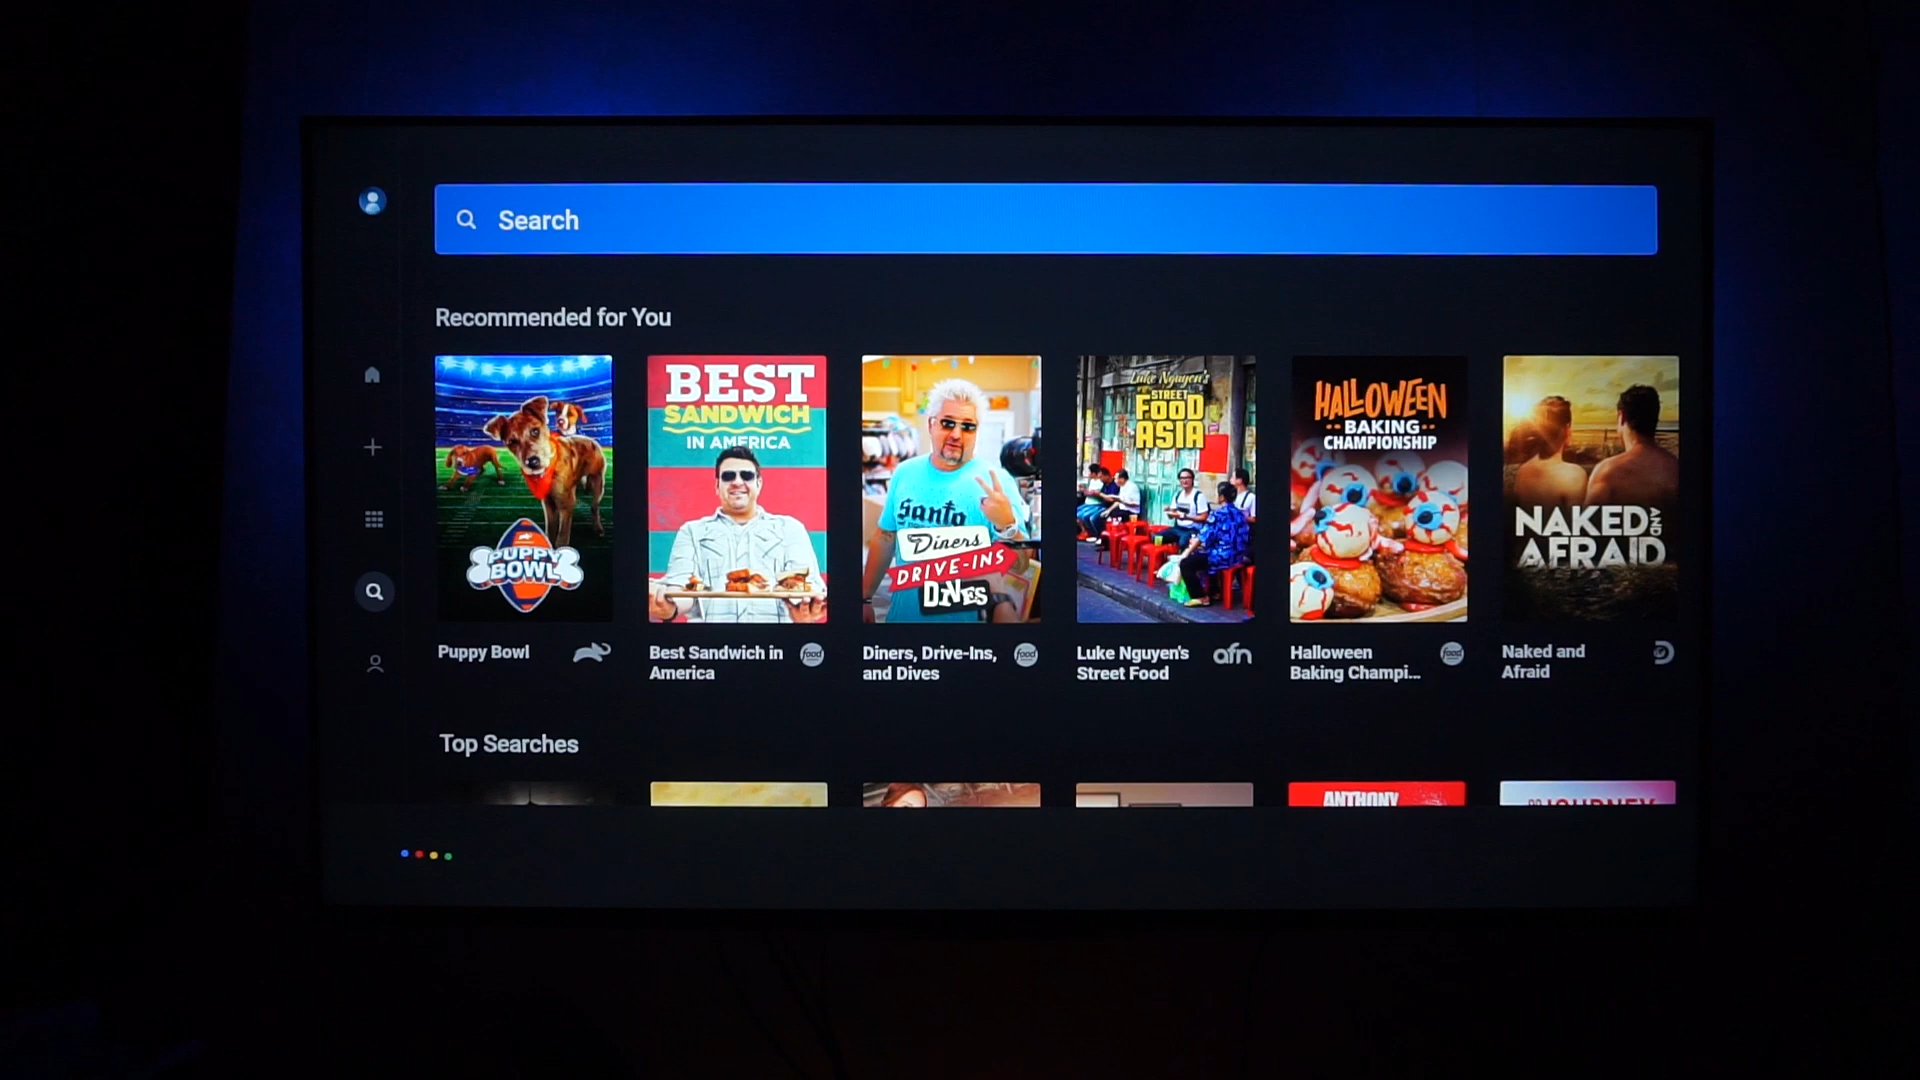 Search
Recommended for You
PUPPY
BOWL
BEST
SANDWICH
IN AMERICA
Santa
Diners
DRIVE-INS
DIVES
Luke Nguyen's
STREET
FOOD
ASIA
HALLOWEEN
BAKING
CHAMPIONSHIP
NAKED
AND
AFRAID
Puppy Bowl
Best Sandwich in
America
food
Diners, Drive-Ins,
and Dives
food
Luke Nguyen's
Street Food
afn
Halloween
Baking Champi...
food
Naked and
Afraid
Top Searches
ANTHONY
JOURNEY